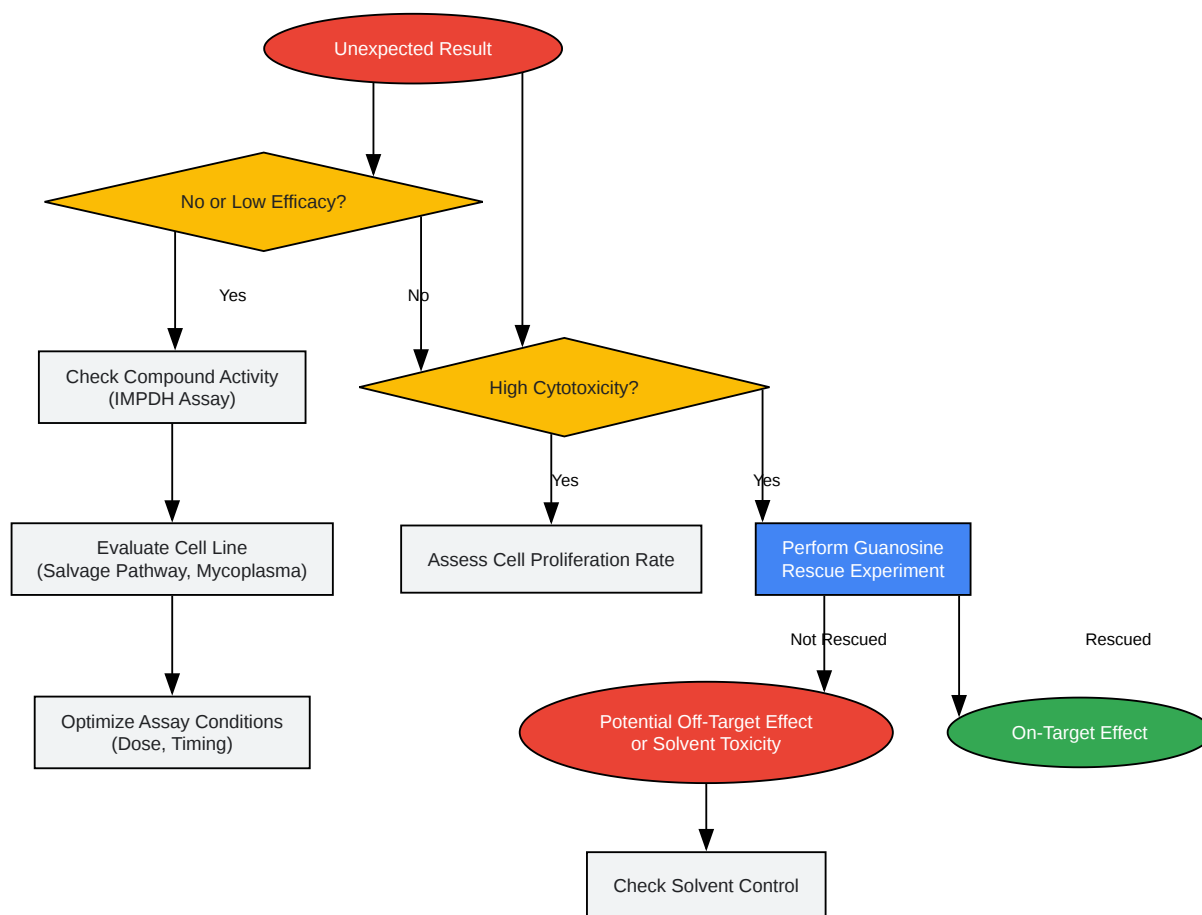 Unexpected Result
No or Low Efficacy?
Yes
No
Check Compound Activity
(IMPDH Assay)
High Cytotoxicity?
Yes
Yes
Evaluate Cell Line
(Salvage Pathway, Mycoplasma)
Assess Cell Proliferation Rate
Perform Guanosine
Rescue Experiment
Not Rescued
Rescued
Optimize Assay Conditions
(Dose, Timing)
Potential Off-Target Effect
or Solvent Toxicity
On-Target Effect
Check Solvent Control